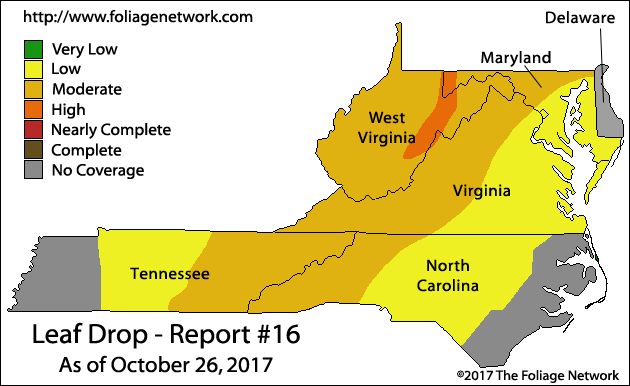 http://www.foliagenetwork.com
Delaware
Very Low
Low
Moderate
High
Nearly Complete
Complete
No Coverage
Maryland
West
Virginia
Virginia
Tennessee
North
Carolina
Leaf Drop - Report #16
As of October 26, 2017
©2017 The Foliage Network